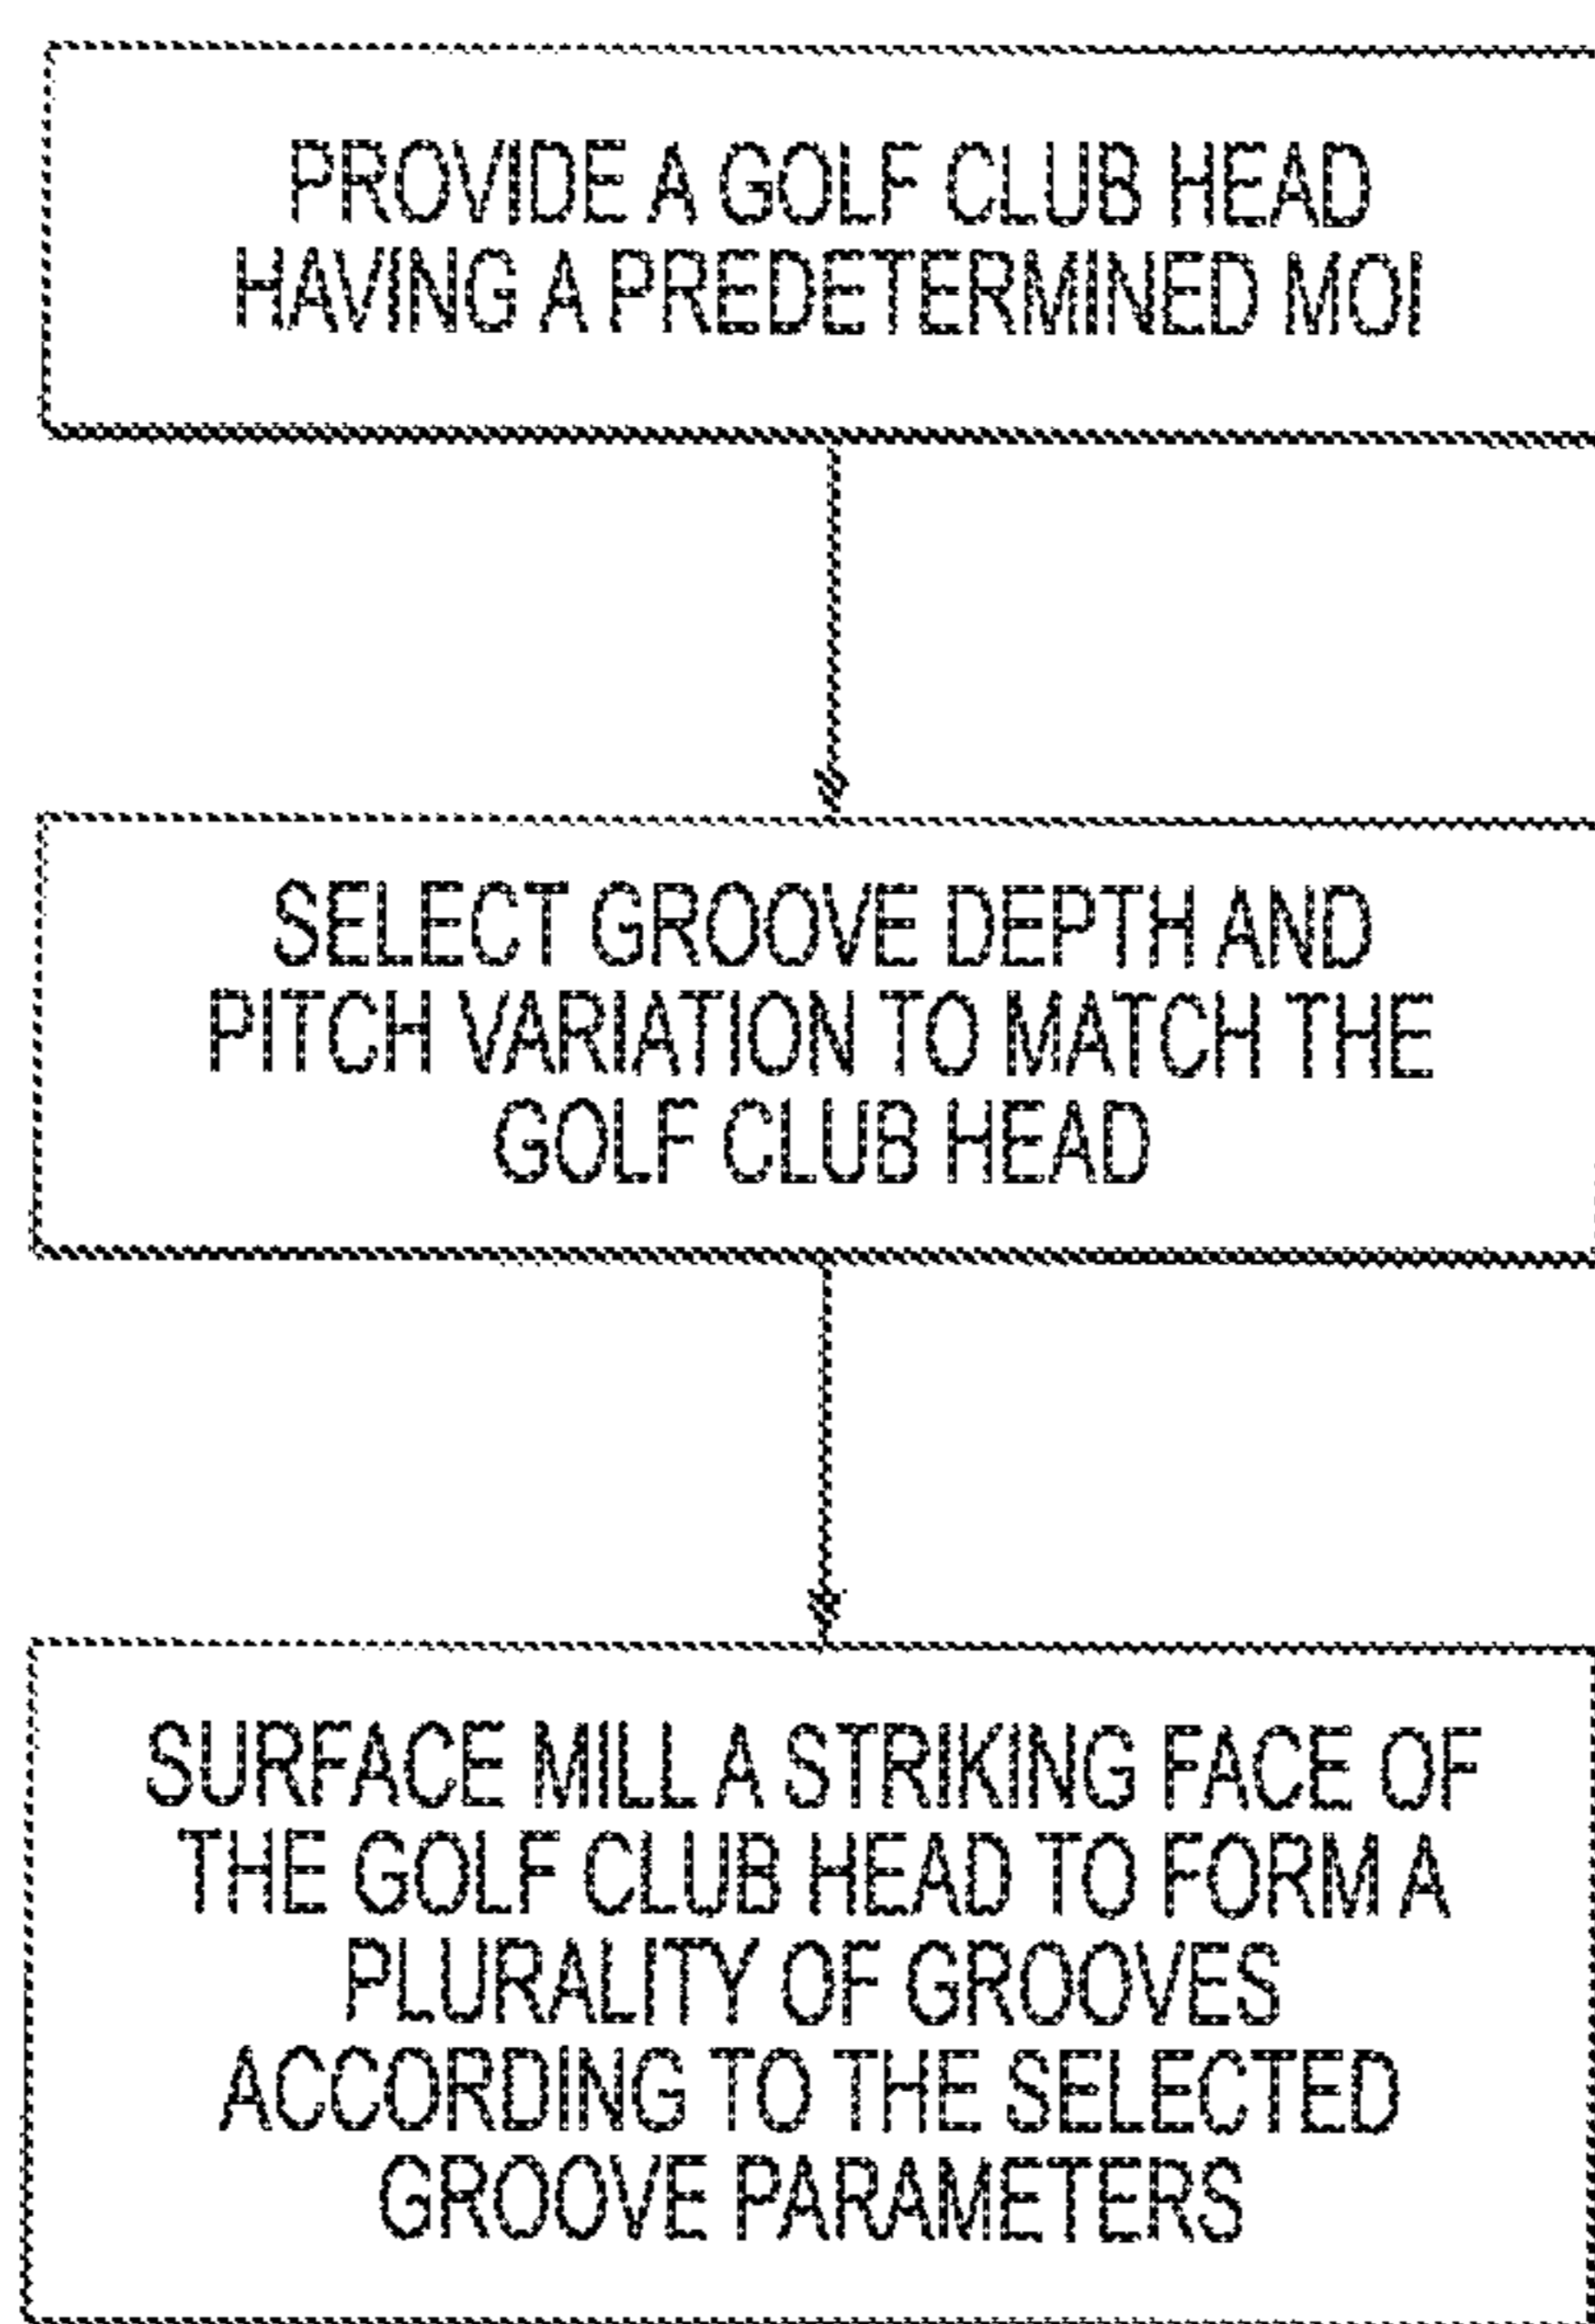 PROVIDE A GOLF CLUB HEAD
HAVING A PREDETERMINED MOI
SELECT GROOVE DEPTH AND
PITCH VARIATION TO MATCH THE
GOLF CLUB HEAD
SURFACE MILL A STRIKING FACE OF
THE GOLF CLUB HEAD TO FORM A
PLURALITY OF GROOVES
ACCORDING TO THE SELECTED
GROOVE PARAMETERS